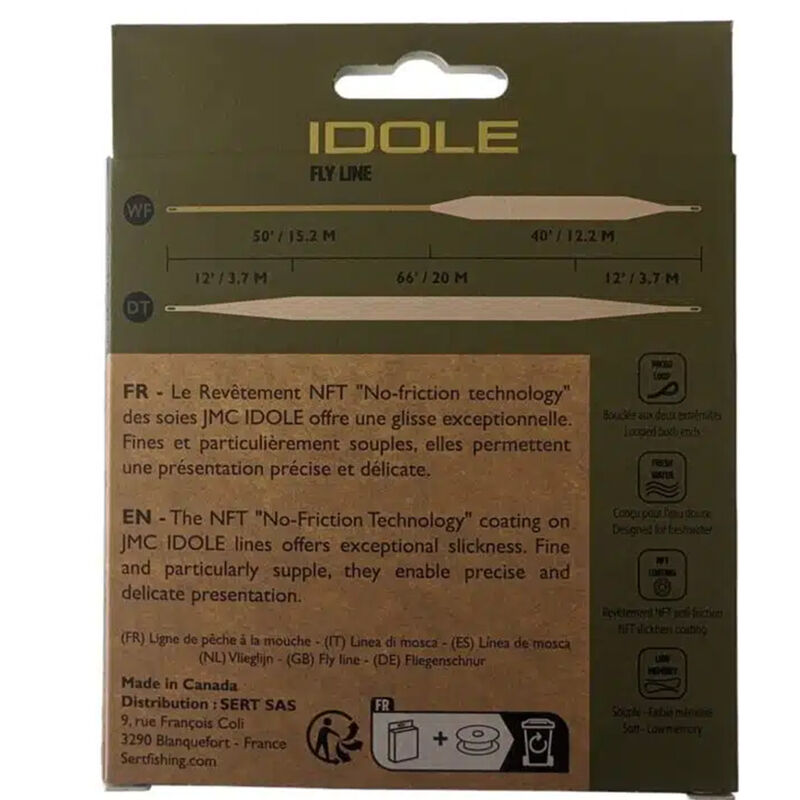 IDOLE
FLY LINE
WF
50' / 15.2 M 40' / 12.2 M
12' / 3,7 M 66' / 20 M 12' / 3,7 M
DT
FR - Le Revêtement NFT "No-friction technology"
des soies JMC IDOLE offre une glisse exceptionnelle.
Fines et particulièrement souples, elles permettent
une présentation précise et délicate.
EN - The NFT "No-Friction Technology" coating on
JMC IDOLE lines offers exceptional slickness. Fine
and particularly supple, they enable precise and
delicate presentation.
(FR) Ligne de pêche à la mouche - (IT) Linea di mosca - (ES) Línea de mosca
(NL) Vlieglijn - (GB) Fly line - (DE) Fliegenschnur
Made in Canada
Distribution : SERT SAS
9, rue François Coli
3290 Blanquefort - France
Sertfishing.com
FR
+
LOOP
Bouclée aux deux extrémités
Looped both ends
FRESH
WATER
Conçu pour l'eau douce
Designed for freshwater
NFT
COATING
Revêtement NFT anti-friction
NFT slickness coating
LOW
MEMORY
Souple - Faible mémoire
Soft - Low memory